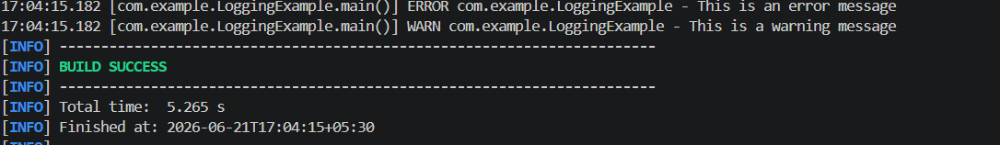 17:04:15.182 [com.example.LoggingExample.main()] ERROR com.example.LoggingExample - This is an error message
17:04:15.182 [com.example.LoggingExample.main()] WARN com.example.LoggingExample - This is a warning message
[INFO] ------------------------------------------------------------------------
[INFO] BUILD SUCCESS
[INFO] ------------------------------------------------------------------------
[INFO] Total time:  5.265 s
[INFO] Finished at: 2026-06-21T17:04:15+05:30